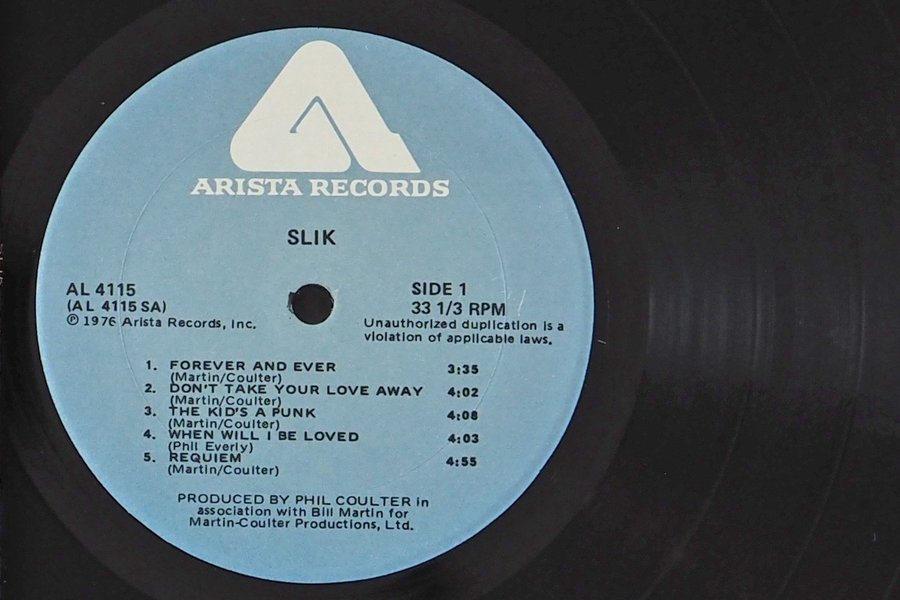 ARISTA RECORDS
SLIK
AL 4115
(AL 4115 SA)
℗ 1976 Arista Records, Inc.
SIDE 1
33 1/3 RPM
Unauthorized duplication is a
violation of applicable laws.
1. FOREVER AND EVER 3:35
(Martin/Coulter)
2. DON'T TAKE YOUR LOVE AWAY 4:02
(Martin/Coulter)
3. THE KID'S A PUNK 4:08
(Martin/Coulter)
4. WHEN WILL I BE LOVED 4:03
(Phil Everly)
5. REQUIEM 4:55
(Martin/Coulter)
PRODUCED BY PHIL COULTER in
association with Bill Martin for
Martin-Coulter Productions, Ltd.